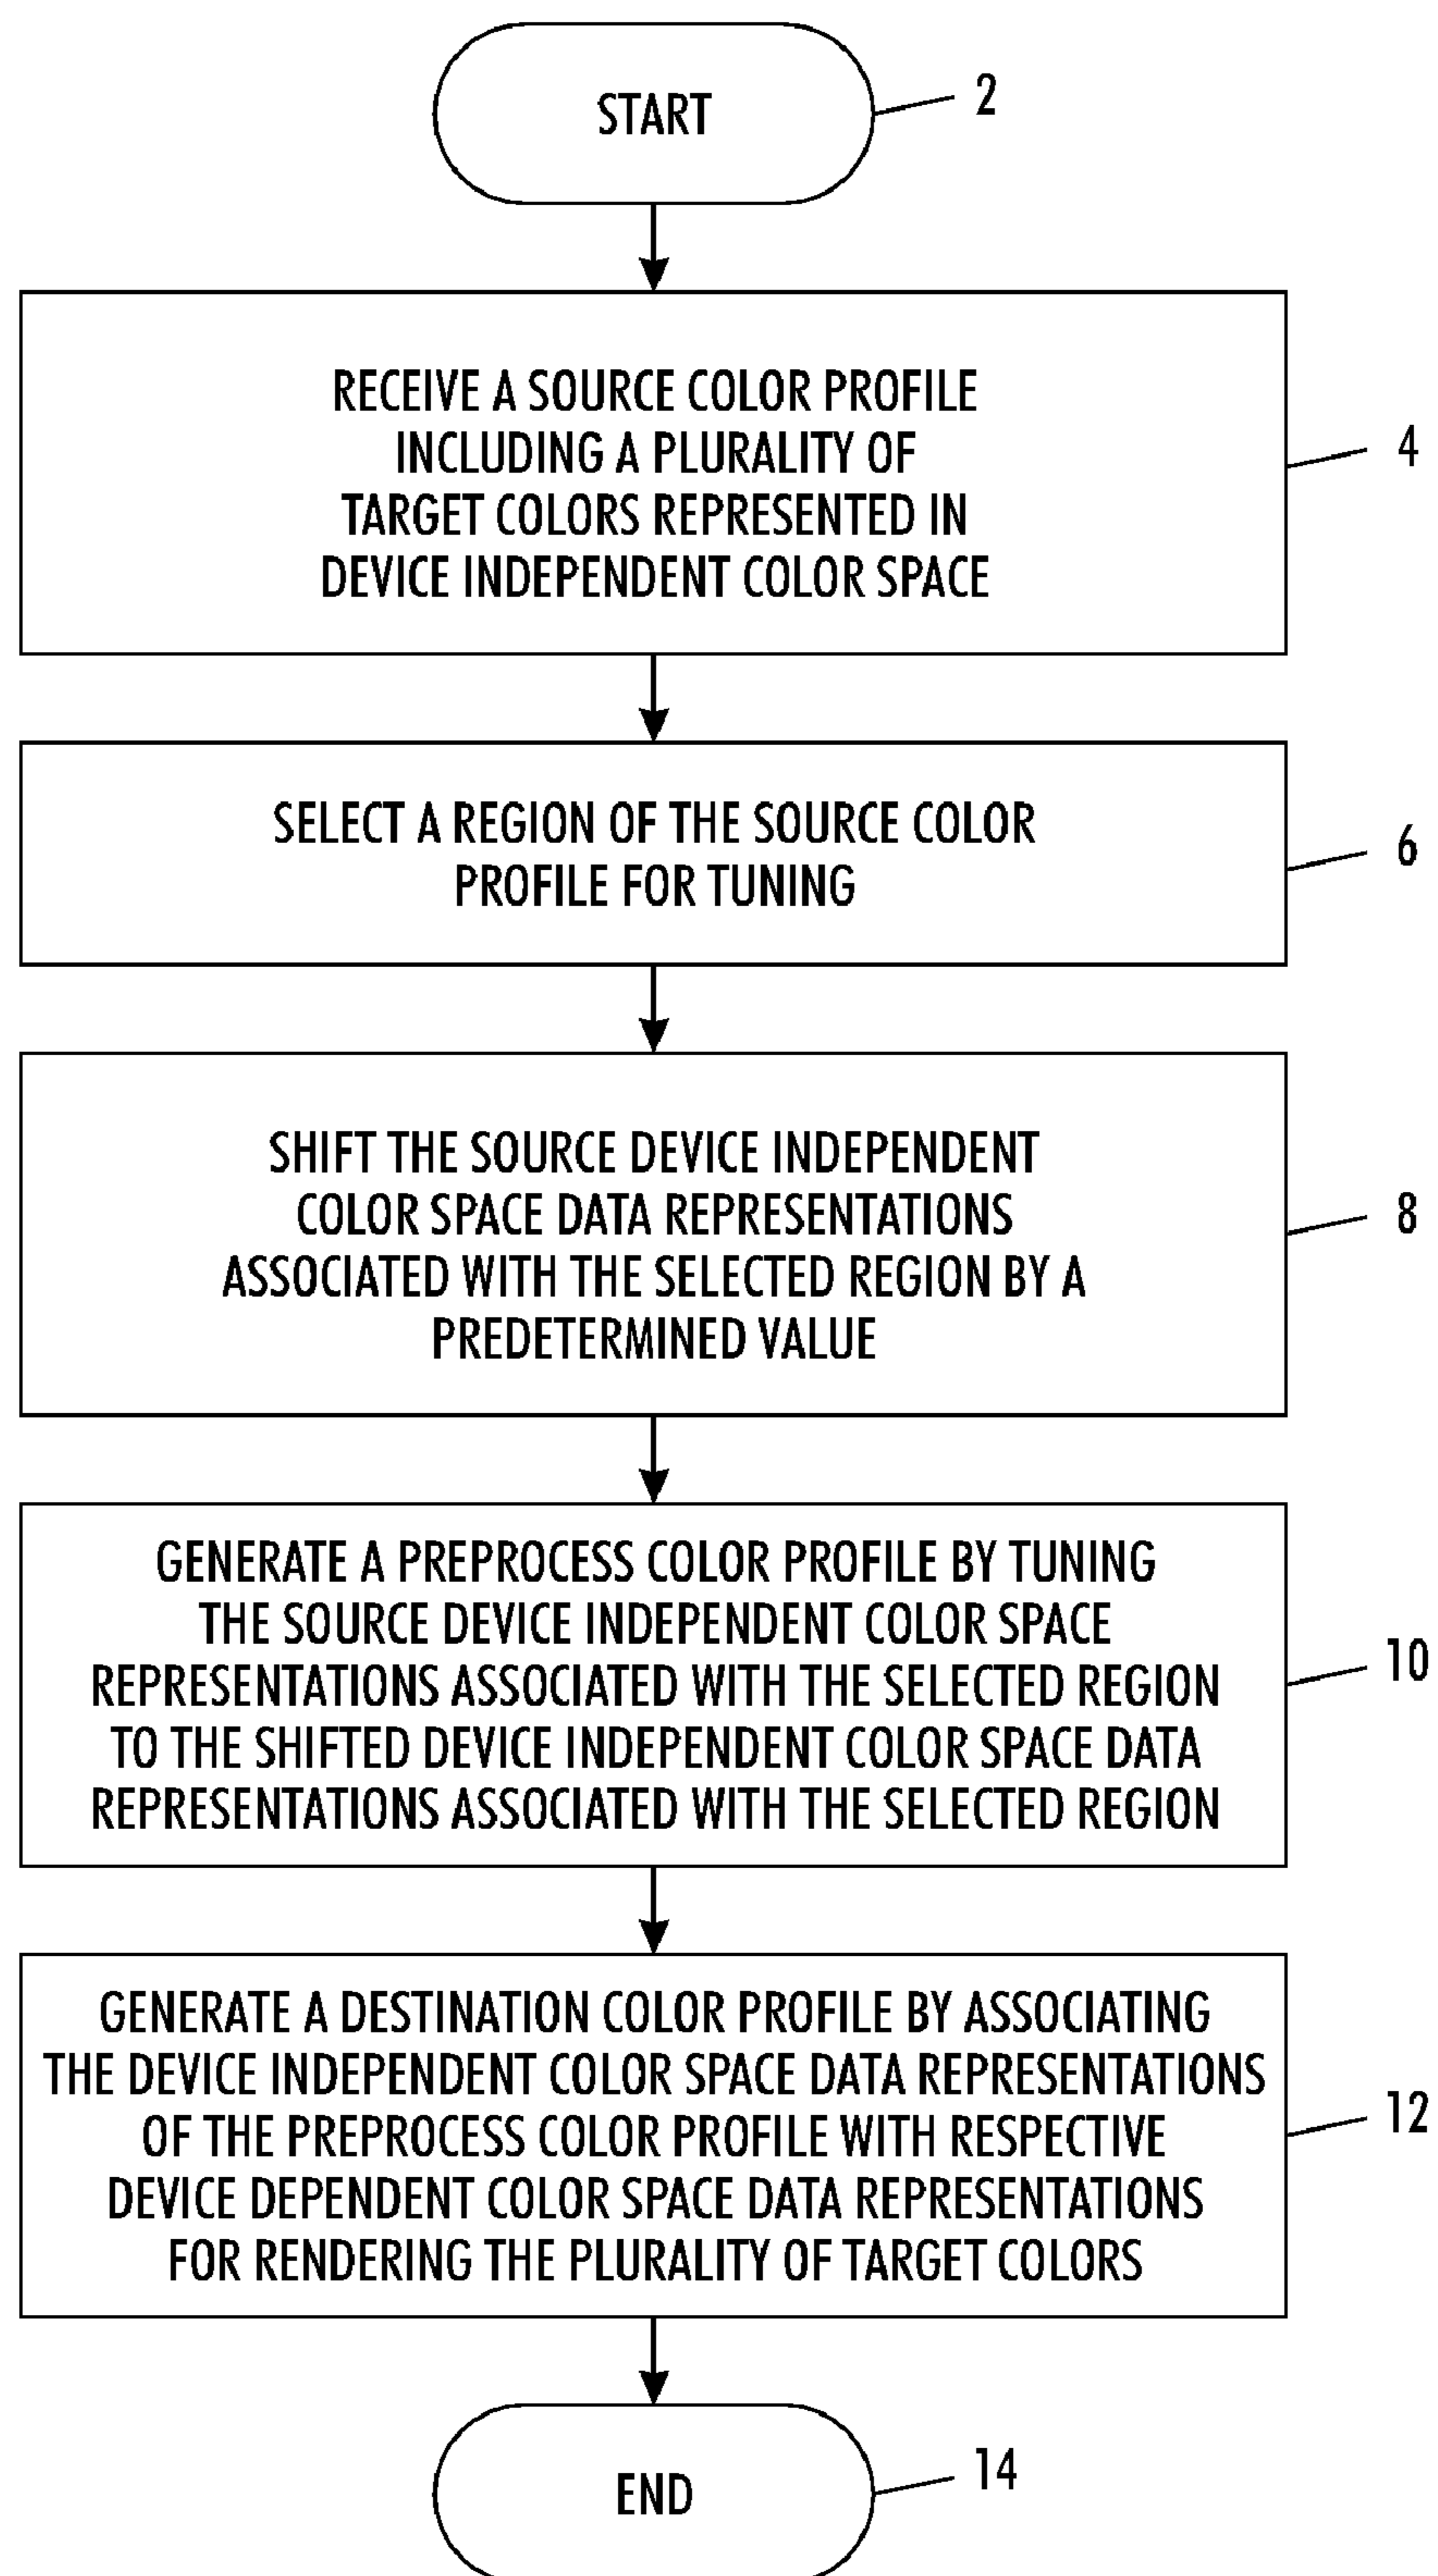 START
2
RECEIVE A SOURCE COLOR PROFILE
INCLUDING A PLURALITY OF
TARGET COLORS REPRESENTED IN
DEVICE INDEPENDENT COLOR SPACE
4
SELECT A REGION OF THE SOURCE COLOR
PROFILE FOR TUNING
6
SHIFT THE SOURCE DEVICE INDEPENDENT
COLOR SPACE DATA REPRESENTATIONS
ASSOCIATED WITH THE SELECTED REGION BY A
PREDETERMINED VALUE
8
GENERATE A PREPROCESS COLOR PROFILE BY TUNING
THE SOURCE DEVICE INDEPENDENT COLOR SPACE
REPRESENTATIONS ASSOCIATED WITH THE SELECTED REGION
TO THE SHIFTED DEVICE INDEPENDENT COLOR SPACE DATA
REPRESENTATIONS ASSOCIATED WITH THE SELECTED REGION
10
GENERATE A DESTINATION COLOR PROFILE BY ASSOCIATING
THE DEVICE INDEPENDENT COLOR SPACE DATA REPRESENTATIONS
OF THE PREPROCESS COLOR PROFILE WITH RESPECTIVE
DEVICE DEPENDENT COLOR SPACE DATA REPRESENTATIONS
FOR RENDERING THE PLURALITY OF TARGET COLORS
12
END
14